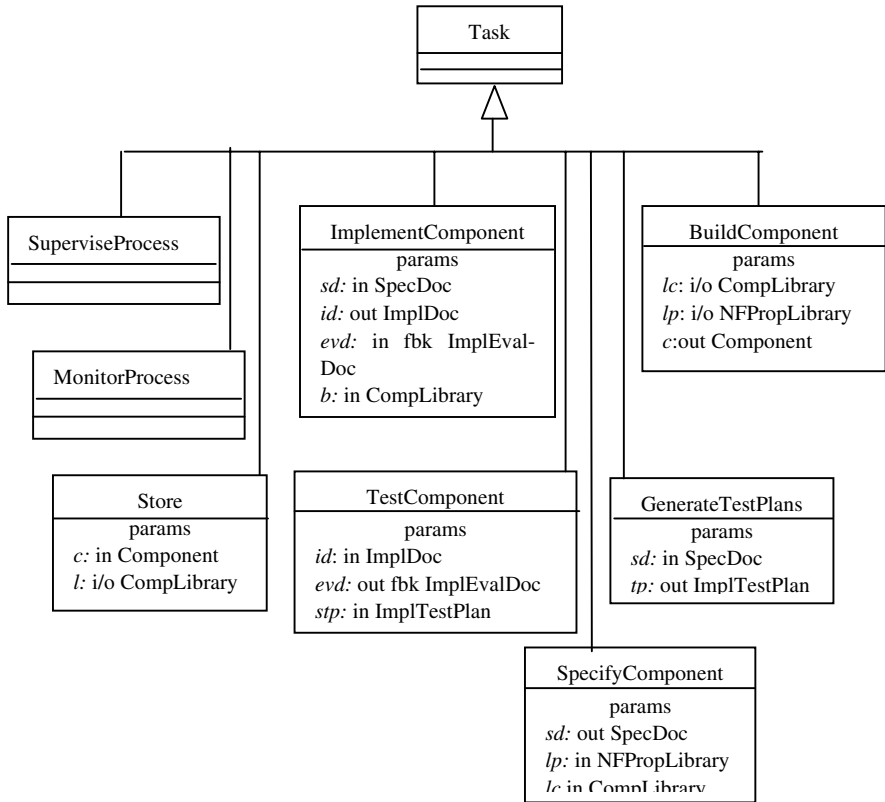 Task
SuperviseProcess
MonitorProcess
ImplementComponent
params
sd: in SpecDoc
id: out ImplDoc
evd: in fbk ImplEval-
Doc
b: in CompLibrary
BuildComponent
params
lc: i/o CompLibrary
lp: i/o NFPropLibrary
c:out Component
Store
params
c: in Component
l: i/o CompLibrary
TestComponent
params
id: in ImplDoc
evd: out fbk ImplEvalDoc
stp: in ImplTestPlan
GenerateTestPlans
params
sd: in SpecDoc
tp: out ImplTestPlan
SpecifyComponent
params
sd: out SpecDoc
lp: in NFPropLibrary
lc in CompLibrary